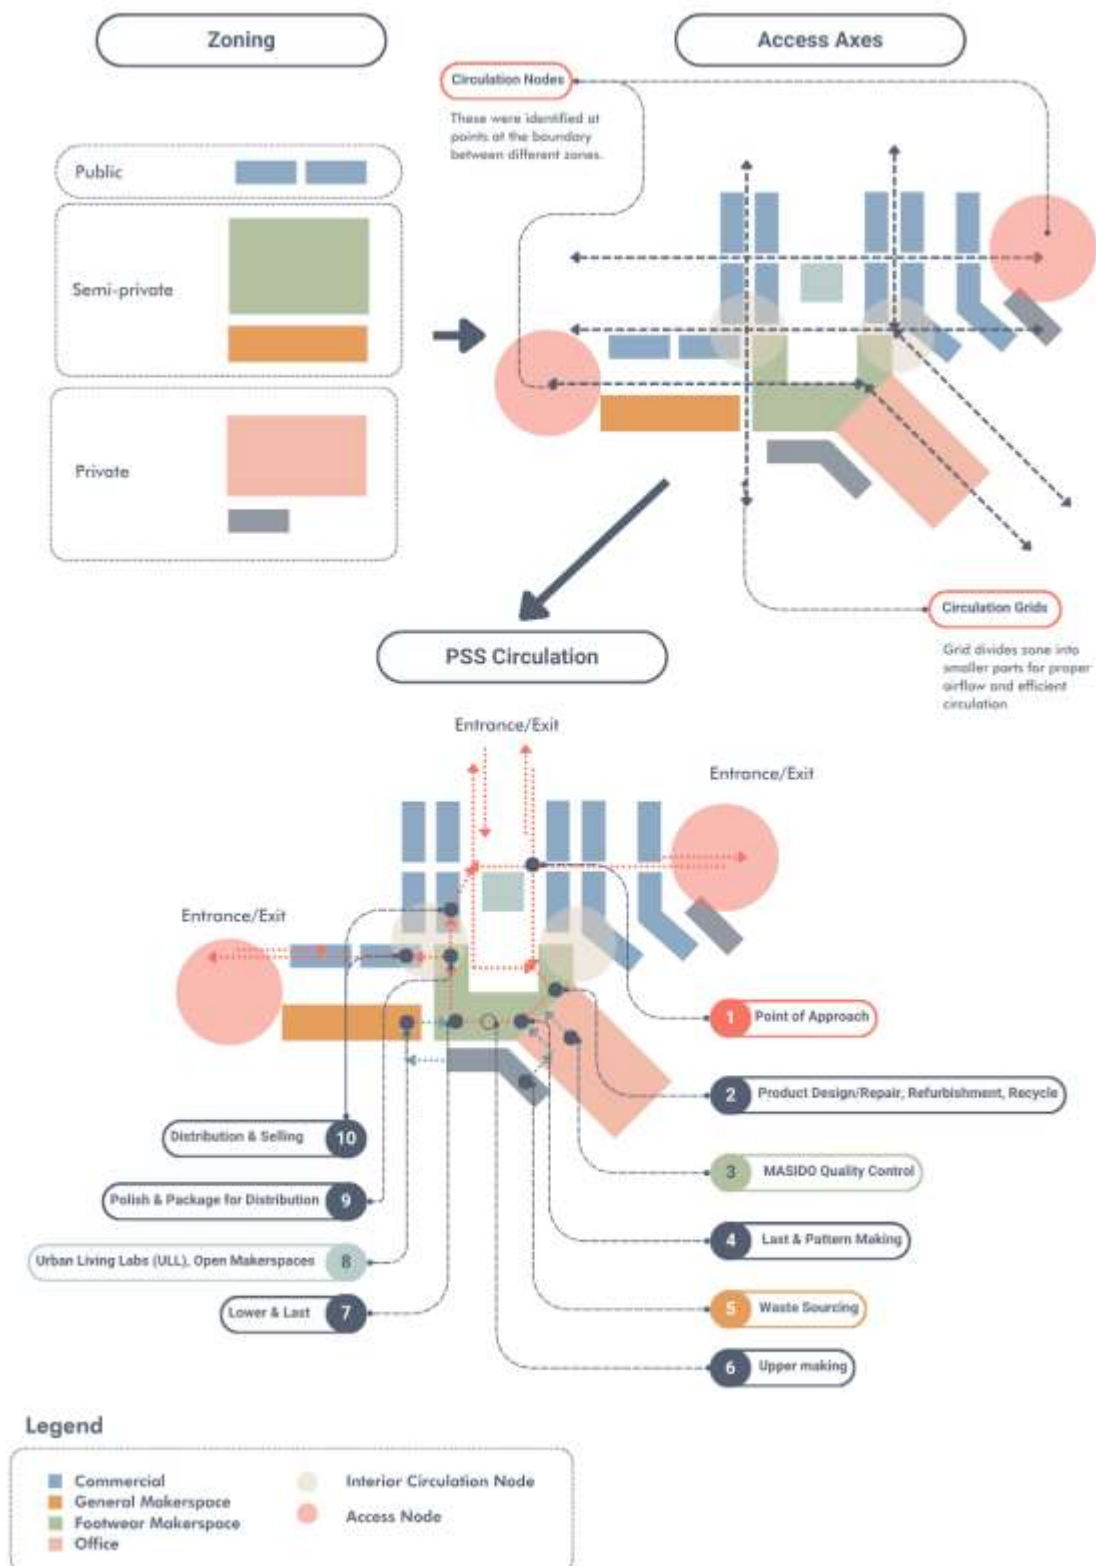 Zoning
Access Axes
Circulation Nodes
These were identified at
points at the boundary
between different zones.
Public
Semi-private
Private
Circulation Grids
Grid divides zone into
smaller parts for proper
airflow and efficient
circulation
PSS Circulation
Entrance/Exit
Entrance/Exit
Entrance/Exit
1 Point of Approach
2 Product Design/Repair, Refurbishment, Recycle
3 MASIDO Quality Control
4 Last & Pattern Making
5 Waste Sourcing
6 Upper making
Distribution & Selling 10
Polish & Package for Distribution 9
Urban Living Labs (ULL), Open Makerspaces 8
Lower & Last 7
Legend
Commercial
General Makerspace
Footwear Makerspace
Office
Interior Circulation Node
Access Node